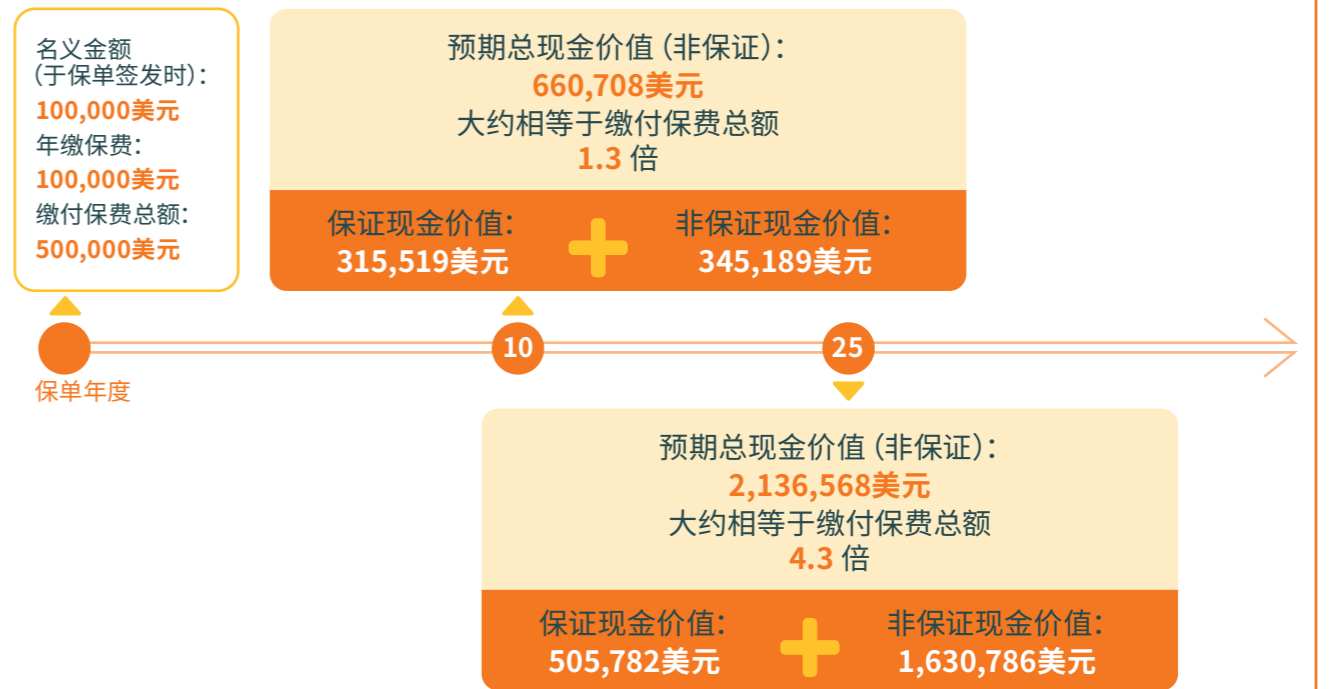 名义金额
(于保单签发时)：
100,000美元
年缴保费：
100,000美元
缴付保费总额：
500,000美元
预期总现金价值 (非保证)：
660,708美元
大约相等于缴付保费总额
1.3 倍
保证现金价值：
315,519美元
非保证现金价值：
345,189美元
10
25
保单年度
预期总现金价值 (非保证)：
2,136,568美元
大约相等于缴付保费总额
4.3 倍
保证现金价值：
505,782美元
非保证现金价值：
1,630,786美元